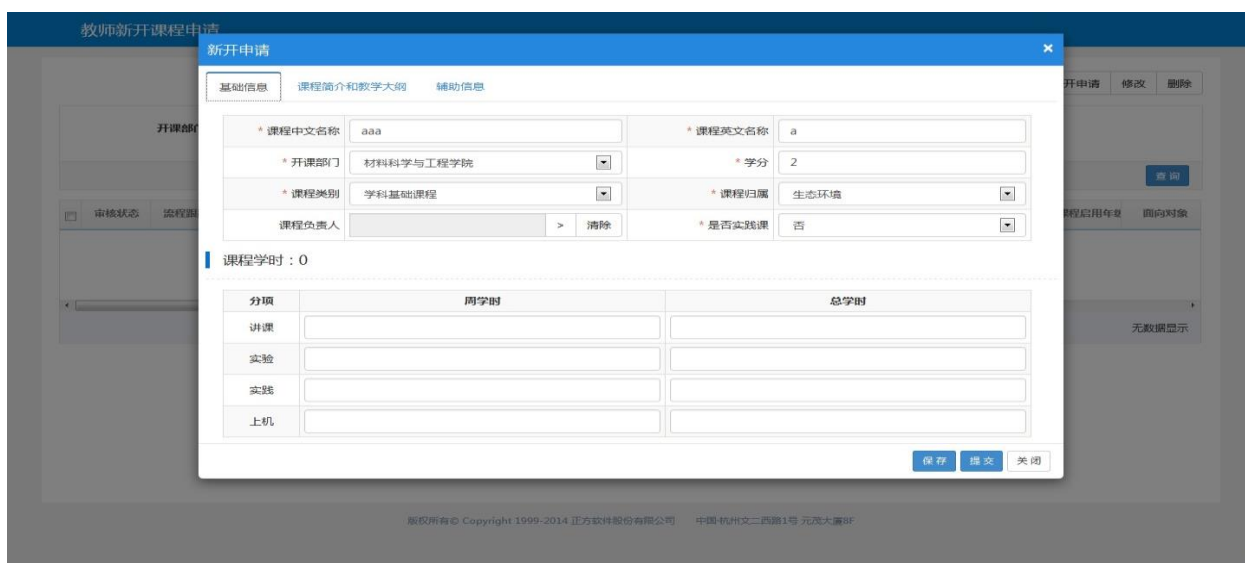 教师新开课程申请
新开申请 ×
基础信息 课程简介和教学大纲 辅助信息
开申请 修改 删除
开课部门
* 课程中文名称 aaa * 课程英文名称 a
* 开课部门 材料科学与工程学院 * 学分 2
查询
* 课程类别 学科基础课程 * 课程归属 生态环境
审核状态 流程跟
课程启用年级 面向对象
课程负责人 > 清除 * 是否实践课 否
课程学时：0
分项 周学时 总学时
讲课
无数据显示
实验
实践
上机
保存 提交 关闭
版权所有© Copyright 1999-2014 正方软件股份有限公司 中国·杭州文二西路1号 元茂大厦8F